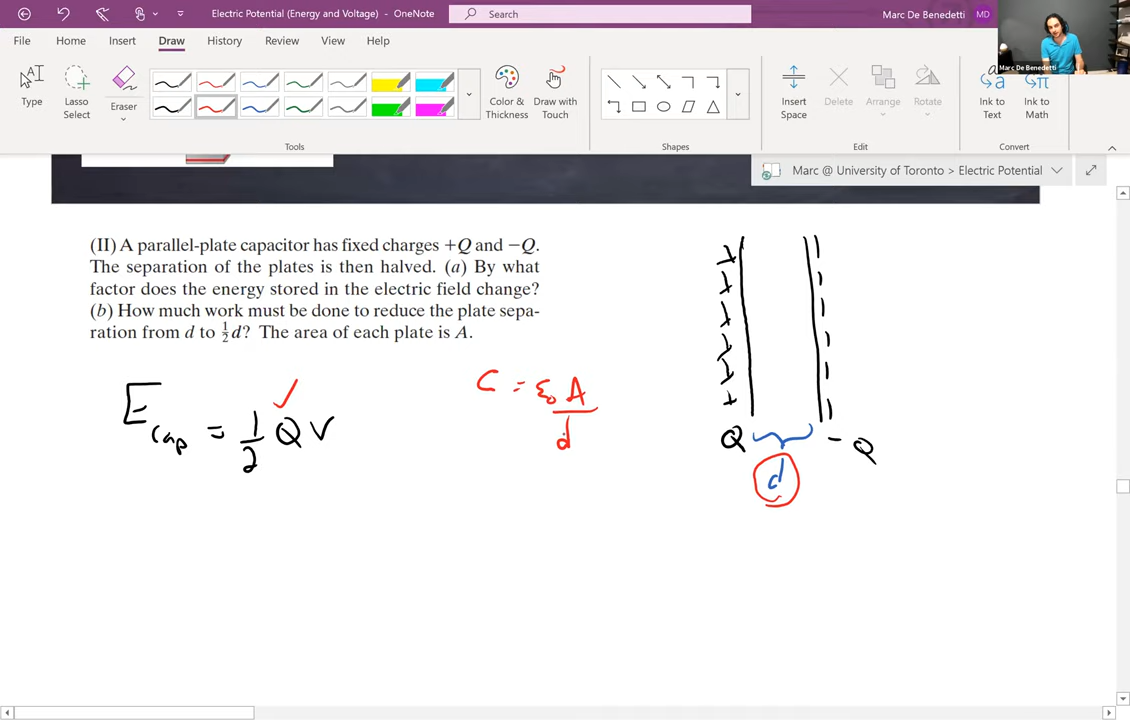 Electric Potential (Energy and Voltage) - OneNote
Search
Marc De Benedetti
MD
File Home Insert Draw History Review View Help
Marc De Benedetti
Type
Lasso Select
Eraser
Color & Thickness
Draw with Touch
Insert Space
Delete
Arrange
Rotate
Ink to Text
Ink to Math
Tools
Shapes
Edit
Convert
Marc @ University of Toronto > Electric Potential
(II) A parallel-plate capacitor has fixed charges +Q and −Q.
The separation of the plates is then halved. (a) By what
factor does the energy stored in the electric field change?
(b) How much work must be done to reduce the plate sepa-
ration from d to ½d? The area of each plate is A.
E_cap = 1/2 Q V
C = ε₀ A / d
Q
d
− Q